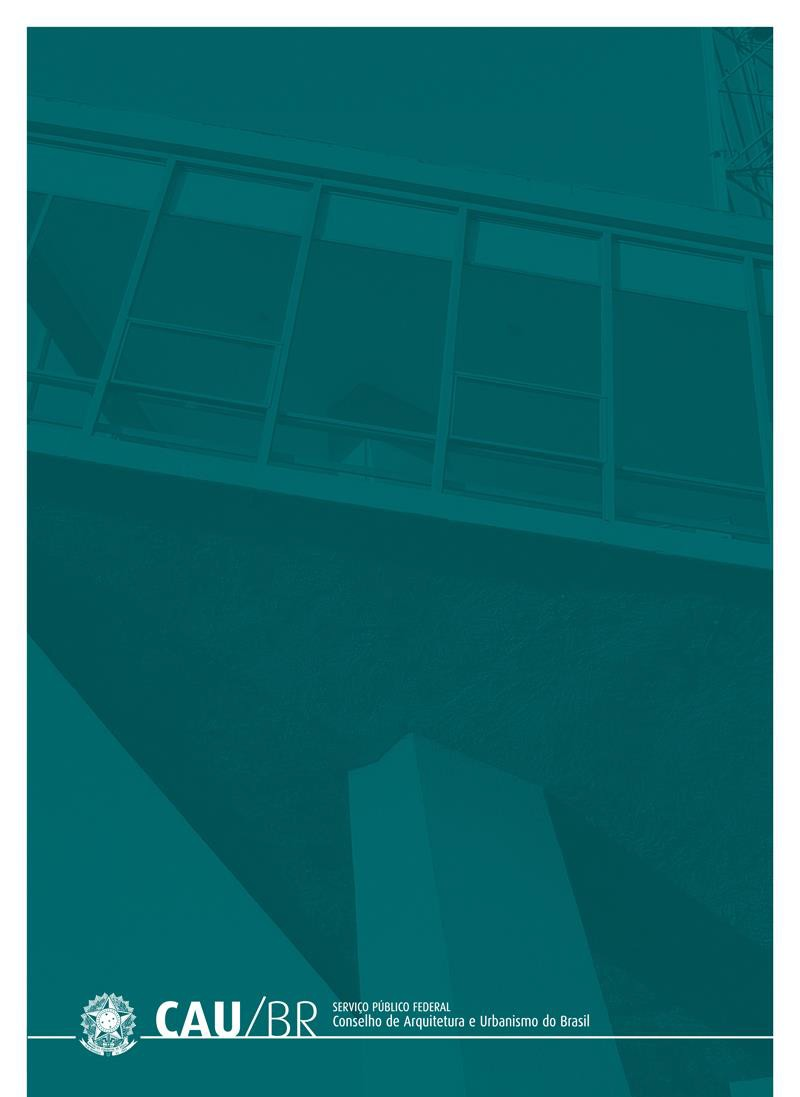 CAU/BR
SERVIÇO PÚBLICO FEDERAL
Conselho de Arquitetura e Urbanismo do Brasil